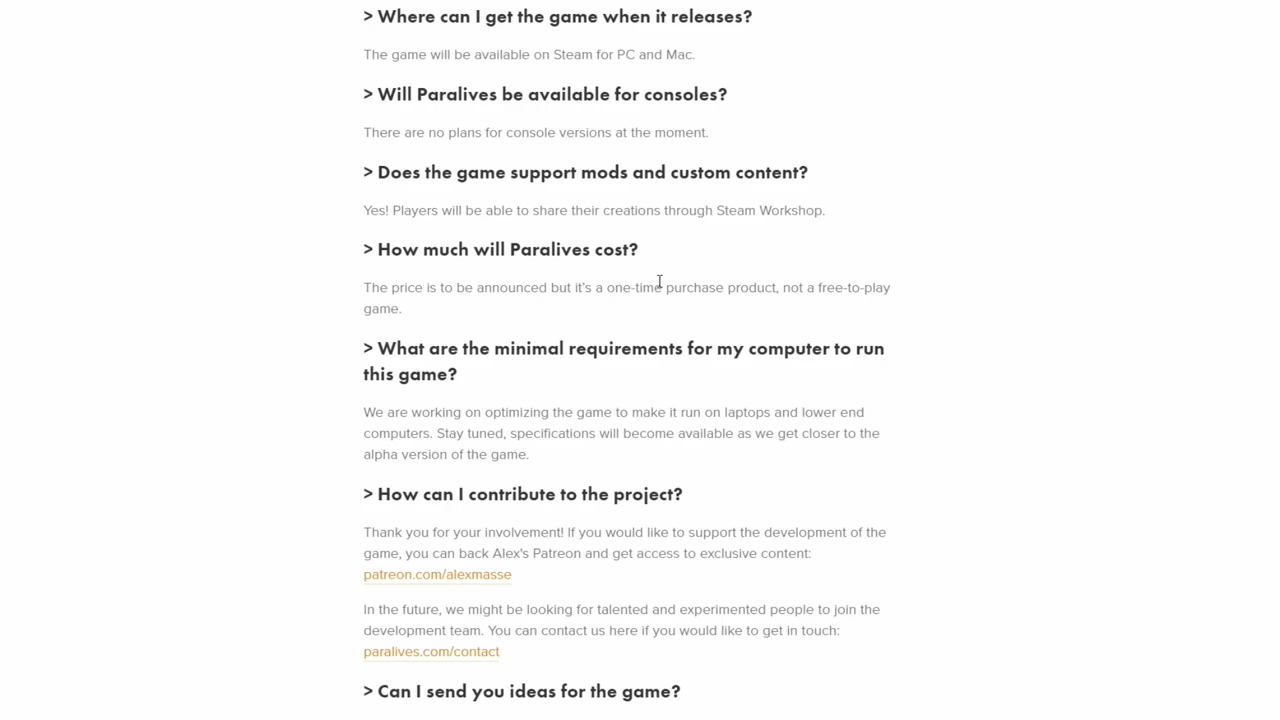 > Where can I get the game when it releases?
The game will be available on Steam for PC and Mac.
> Will Paralives be available for consoles?
There are no plans for console versions at the moment.
> Does the game support mods and custom content?
Yes! Players will be able to share their creations through Steam Workshop.
> How much will Paralives cost?
The price is to be announced but it's a one-time purchase product, not a free-to-play
game.
> What are the minimal requirements for my computer to run
this game?
We are working on optimizing the game to make it run on laptops and lower end
computers. Stay tuned, specifications will become available as we get closer to the
alpha version of the game.
> How can I contribute to the project?
Thank you for your involvement! If you would like to support the development of the
game, you can back Alex's Patreon and get access to exclusive content:
patreon.com/alexmasse
In the future, we might be looking for talented and experimented people to join the
development team. You can contact us here if you would like to get in touch:
paralives.com/contact
> Can I send you ideas for the game?